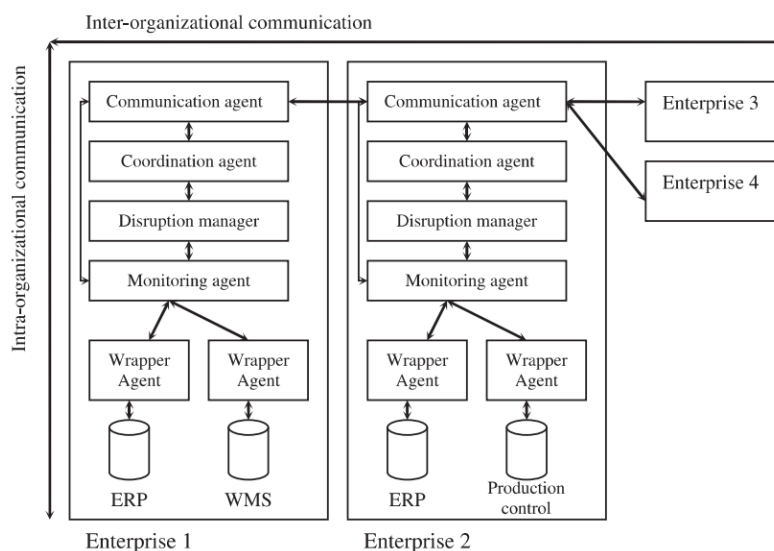 Inter-organizational communication
Intra-organizational communication
Communication agent
Coordination agent
Disruption manager
Monitoring agent
Wrapper
Agent
Wrapper
Agent
ERP
WMS
Enterprise 1
Communication agent
Coordination agent
Disruption manager
Monitoring agent
Wrapper
Agent
Wrapper
Agent
ERP
Production
control
Enterprise 2
Enterprise 3
Enterprise 4